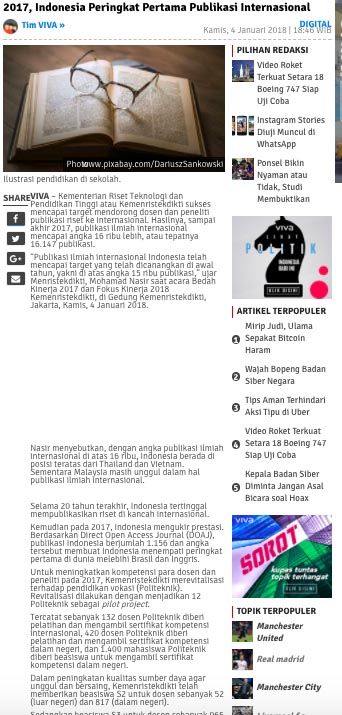 2017, Indonesia Peringkat Pertama Publikasi Internasional
Tim VIVA »
DIGITAL
Kamis, 4 Januari 2018 | 18:46 WIB
Photo : www.pixabay.com/DariusSankowski
Ilustrasi pendidikan di sekolah.
SHARE
VIVA – Kementerian Riset Teknologi dan
Pendidikan Tinggi atau Kemenristekdikti sukses
mencapai target mendorong dosen dan peneliti
publikasi riset ke internasional. Hasilnya, sampai
akhir 2017, publikasi ilmiah internasional
mencapai angka 16 ribu lebih, atau tepatnya
16.147 publikasi.
"Publikasi ilmiah internasional Indonesia telah
mencapai target yang telah dicanangkan di awal
tahun, yakni di atas angka 15 ribu publikasi," ujar
Menristekdikti, Mohamad Nasir saat acara Bedah
Kinerja 2017 dan Fokus Kinerja 2018
Kemenristekdikti, di Gedung Kemenristekdikti,
Jakarta, Kamis, 4 Januari 2018.
Nasir menyebutkan, dengan angka publikasi ilmiah
internasional di atas 16 ribu, Indonesia berada di
posisi teratas dari Thailand dan Vietnam.
Sementara Malaysia masih unggul dalam hal
publikasi ilmiah internasional.
Selama 20 tahun terakhir, Indonesia tertinggal
mempublikasikan riset di kancah internasional.
Kemudian pada 2017, Indonesia mengukir prestasi.
Berdasarkan Direct Open Access Journal (DOAJ),
publikasi Indonesia berjumlah 1.156 dan angka
tersebut membuat Indonesia menempati peringkat
pertama di dunia melebihi Brasil dan Inggris.
Untuk meningkatkan kompetensi para dosen dan
peneliti pada 2017, Kemenristekdikti merevitalisasi
terhadap pendidikan vokasi (Politeknik).
Revitalisasi dilakukan dengan menjadikan 12
Politeknik sebagai pilot project.
Tercatat sebanyak 132 dosen Politeknik diberi
pelatihan dan mengambil sertifikat kompetensi
internasional, 420 dosen Politeknik diberi
pelatihan dan mengambil sertifikat kompetensi
dalam negeri, dan 1.400 mahasiswa Politeknik
diberi beasiswa untuk mengambil sertifikat
kompetensi dalam negeri.
Dalam peningkatan kualitas sumber daya agar
unggul dan bersaing, Kemenristekdikti telah
memberikan beasiswa S2 untuk dosen sebanyak 52
(luar negeri) dan 817 (dalam negeri).
PILIHAN REDAKSI
Video Roket
Terkuat Setara 18
Boeing 747 Siap
Uji Coba
Instagram Stories
Diuji Muncul di
WhatsApp
Ponsel Bikin
Nyaman atau
Tidak, Studi
Membuktikan
VIVA
POLITIK
INDONESIA
HARI INI
KLIK DISINI
ARTIKEL TERPOPULER
1 Mirip Judi, Ulama
Sepakat Bitcoin
Haram
2 Wajah Bopeng Badan
Siber Negara
3 Tips Aman Terhindari
Aksi Tipu di Uber
4 Video Roket Terkuat
Setara 18 Boeing 747
Siap Uji Coba
5 Kepala Badan Siber
Diminta Jangan Asal
Bicara soal Hoax
VIVA
SOROT
kupas tuntas
topik terhangat
KLIK DISINI
TOPIK TERPOPULER
Manchester
United
Real madrid
Manchester City